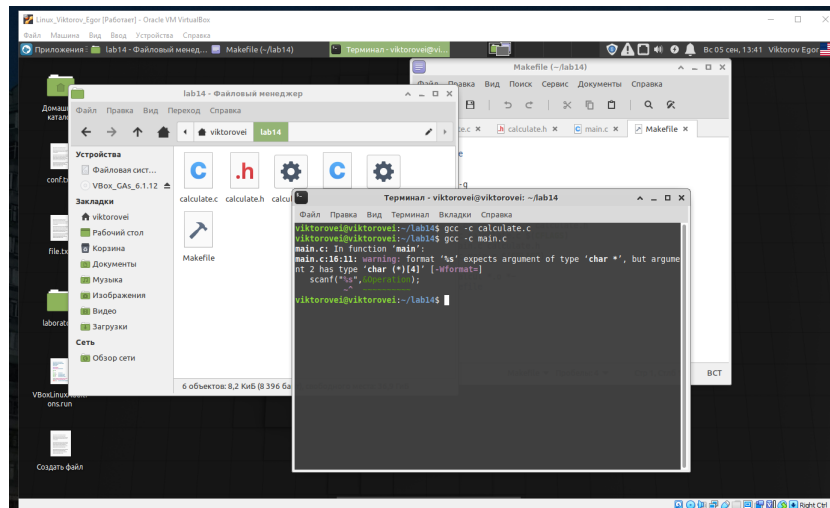 Linux_Viktorov_Egor [Работает] - Oracle VM VirtualBox
Файл Машина Вид Ввод Устройства Справка
Приложения lab14 - Файловый менед... Makefile (~/lab14) Терминал - viktorovei@vi... Вс 05 сен, 13:41 Viktorov Egor
Makefile (~/lab14)
Файл Правка Вид Поиск Сервис Документы Справка
calculate.h main.c Makefile
-g
ВСТ
lab14 - Файловый менеджер
Файл Правка Вид Переход Справка
viktorovei lab14
Устройства
Файловая сист...
VBox_GAs_6.1.12
Закладки
viktorovei
Рабочий стол
Корзина
Документы
Музыка
Изображения
Видео
Загрузки
Сеть
Обзор сети
calculate.c calculate.h
Makefile
6 объектов: 8,2 КиБ (8 396 ба
Терминал - viktorovei@viktorovei: ~/lab14
Файл Правка Вид Терминал Вкладки Справка
viktorovei@viktorovei:~/lab14$ gcc -c calculate.c
viktorovei@viktorovei:~/lab14$ gcc -c main.c
main.c: In function ‘main’:
main.c:16:11: warning: format ‘%s’ expects argument of type ‘char *’, but argume
nt 2 has type ‘char (*)[4]’ [-Wformat=]
scanf("%s",&Operation);
~^ ~~~~~~~~~~
viktorovei@viktorovei:~/lab14$
Создать файл
Right Ctrl